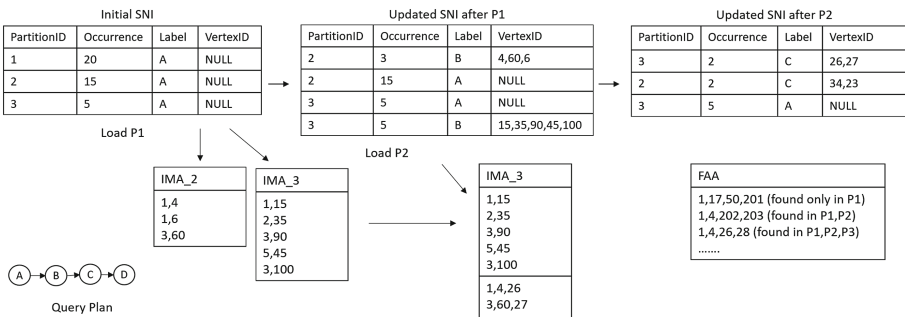 Initial SNI
PartitionID Occurrence Label VertexID
1 20 A NULL
2 15 A NULL
3 5 A NULL
Updated SNI after P1
PartitionID Occurrence Label VertexID
2 3 B 4,60,6
2 15 A NULL
3 5 A NULL
3 5 B 15,35,90,45,100
Updated SNI after P2
PartitionID Occurrence Label VertexID
3 2 C 26,27
2 2 C 34,23
3 5 A NULL
Load P1
Load P2
IMA_2
1,4
1,6
3,60
IMA_3
1,15
2,35
3,90
5,45
3,100
IMA_3
1,15
2,35
3,90
5,45
3,100
1,4,26
3,60,27
FAA
1,17,50,201 (found only in P1)
1,4,202,203 (found in P1,P2)
1,4,26,28 (found in P1,P2,P3)
.......
A B C D
Query Plan